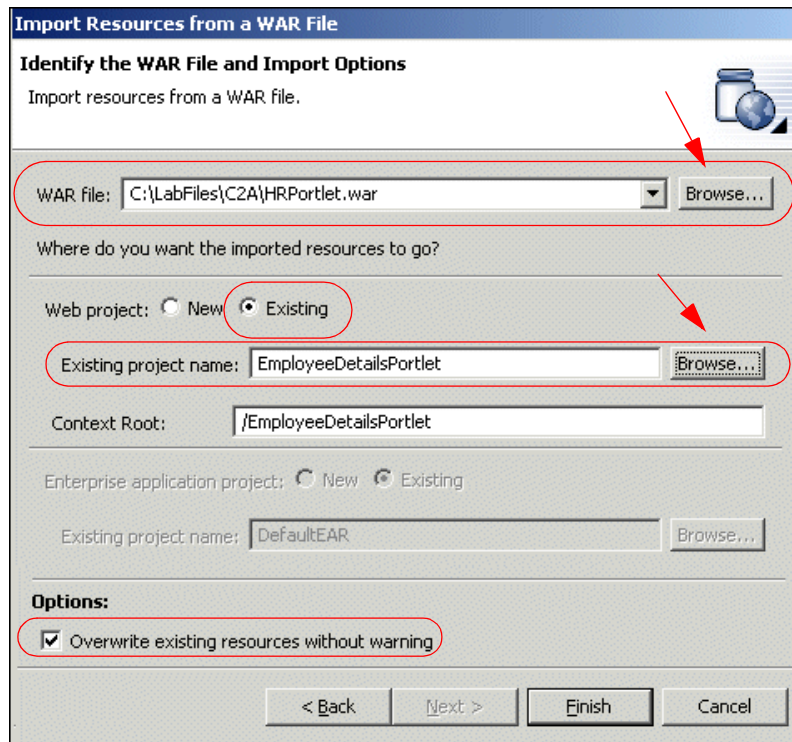 Import Resources from a WAR File
Identify the WAR File and Import Options
Import resources from a WAR file.
WAR file: C:\LabFiles\C2A\HRPortlet.war Browse...
Where do you want the imported resources to go?
Web project: New Existing
Existing project name: EmployeeDetailsPortlet Browse...
Context Root: /EmployeeDetailsPortlet
Enterprise application project: New Existing
Existing project name: DefaultEAR Browse...
Options:
Overwrite existing resources without warning
< Back Next > Finish Cancel